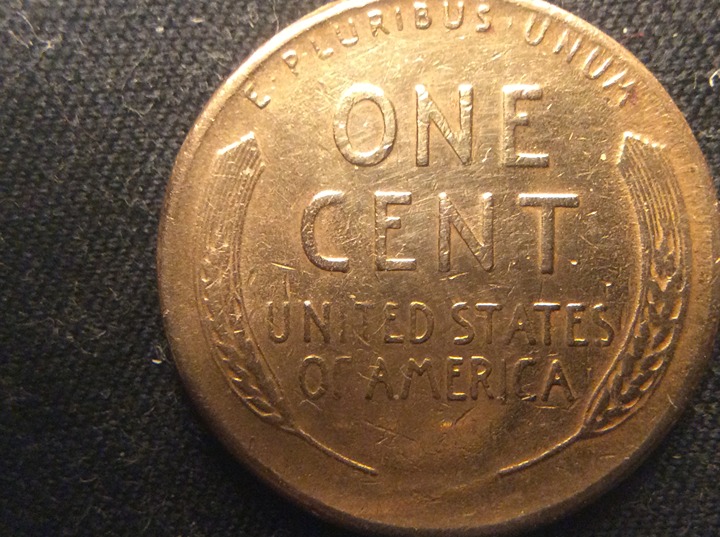 E·PLURIBUS·UNUM
ONE
CENT
UNITED STATES
OF AMERICA